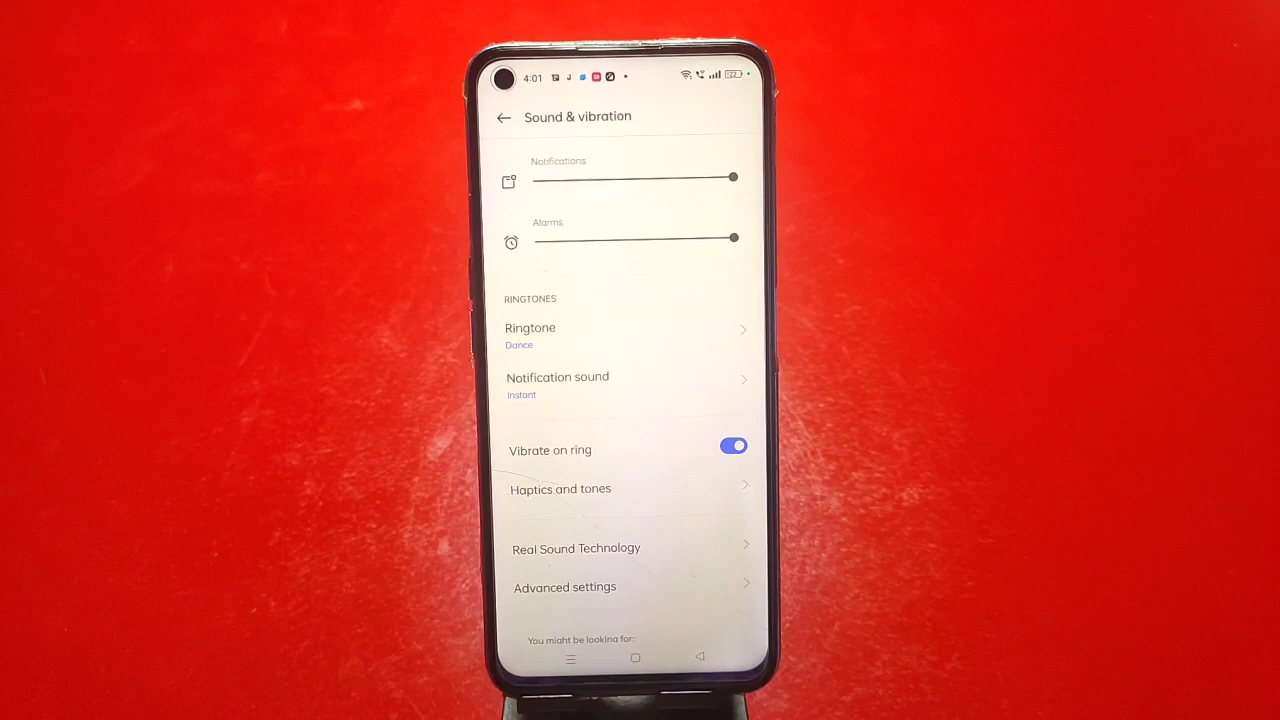 4:01
22
Sound & vibration
Notifications
Alarms
RINGTONES
Ringtone
Dance
Notification sound
Instant
Vibrate on ring
Haptics and tones
Real Sound Technology
Advanced settings
You might be looking for: